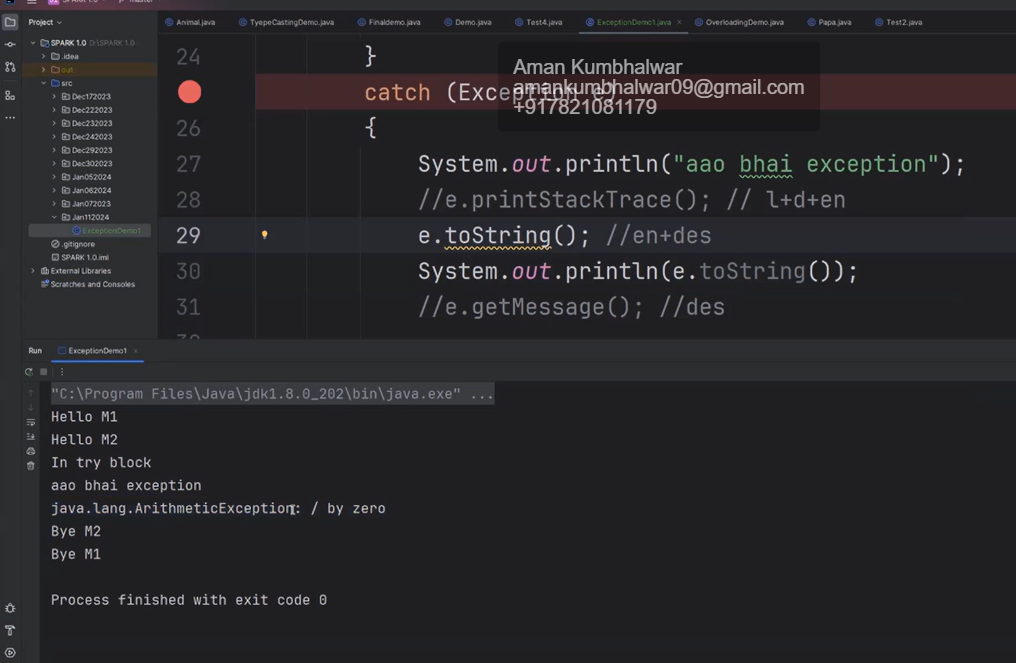 Project
Animal.java
TyepeCastingDemo.java
Finaldemo.java
Demo.java
Test4.java
ExceptionDemo1.java ×
OverloadingDemo.java
Papa.java
Test2.java
SPARK 1.0 D:\SPARK 1.0
.idea
out
src
Dec172023
Dec222023
Dec232023
Dec242023
Dec292023
Dec302023
Jan052024
Jan062024
Jan072023
Jan112024
ExceptionDemo1
.gitignore
SPARK 1.0.iml
External Libraries
Scratches and Consoles
24 }
catch (Exception e)
26 {
27 System.out.println("aao bhai exception");
28 //e.printStackTrace(); // l+d+en
29 e.toString(); //en+des
30 System.out.println(e.toString());
31 //e.getMessage(); //des
Aman Kumbhalwar
amankumbhalwar09@gmail.com
+917821081179
Run ExceptionDemo1 ×
"C:\Program Files\Java\jdk1.8.0_202\bin\java.exe" ...
Hello M1
Hello M2
In try block
aao bhai exception
java.lang.ArithmeticException: / by zero
Bye M2
Bye M1
Process finished with exit code 0